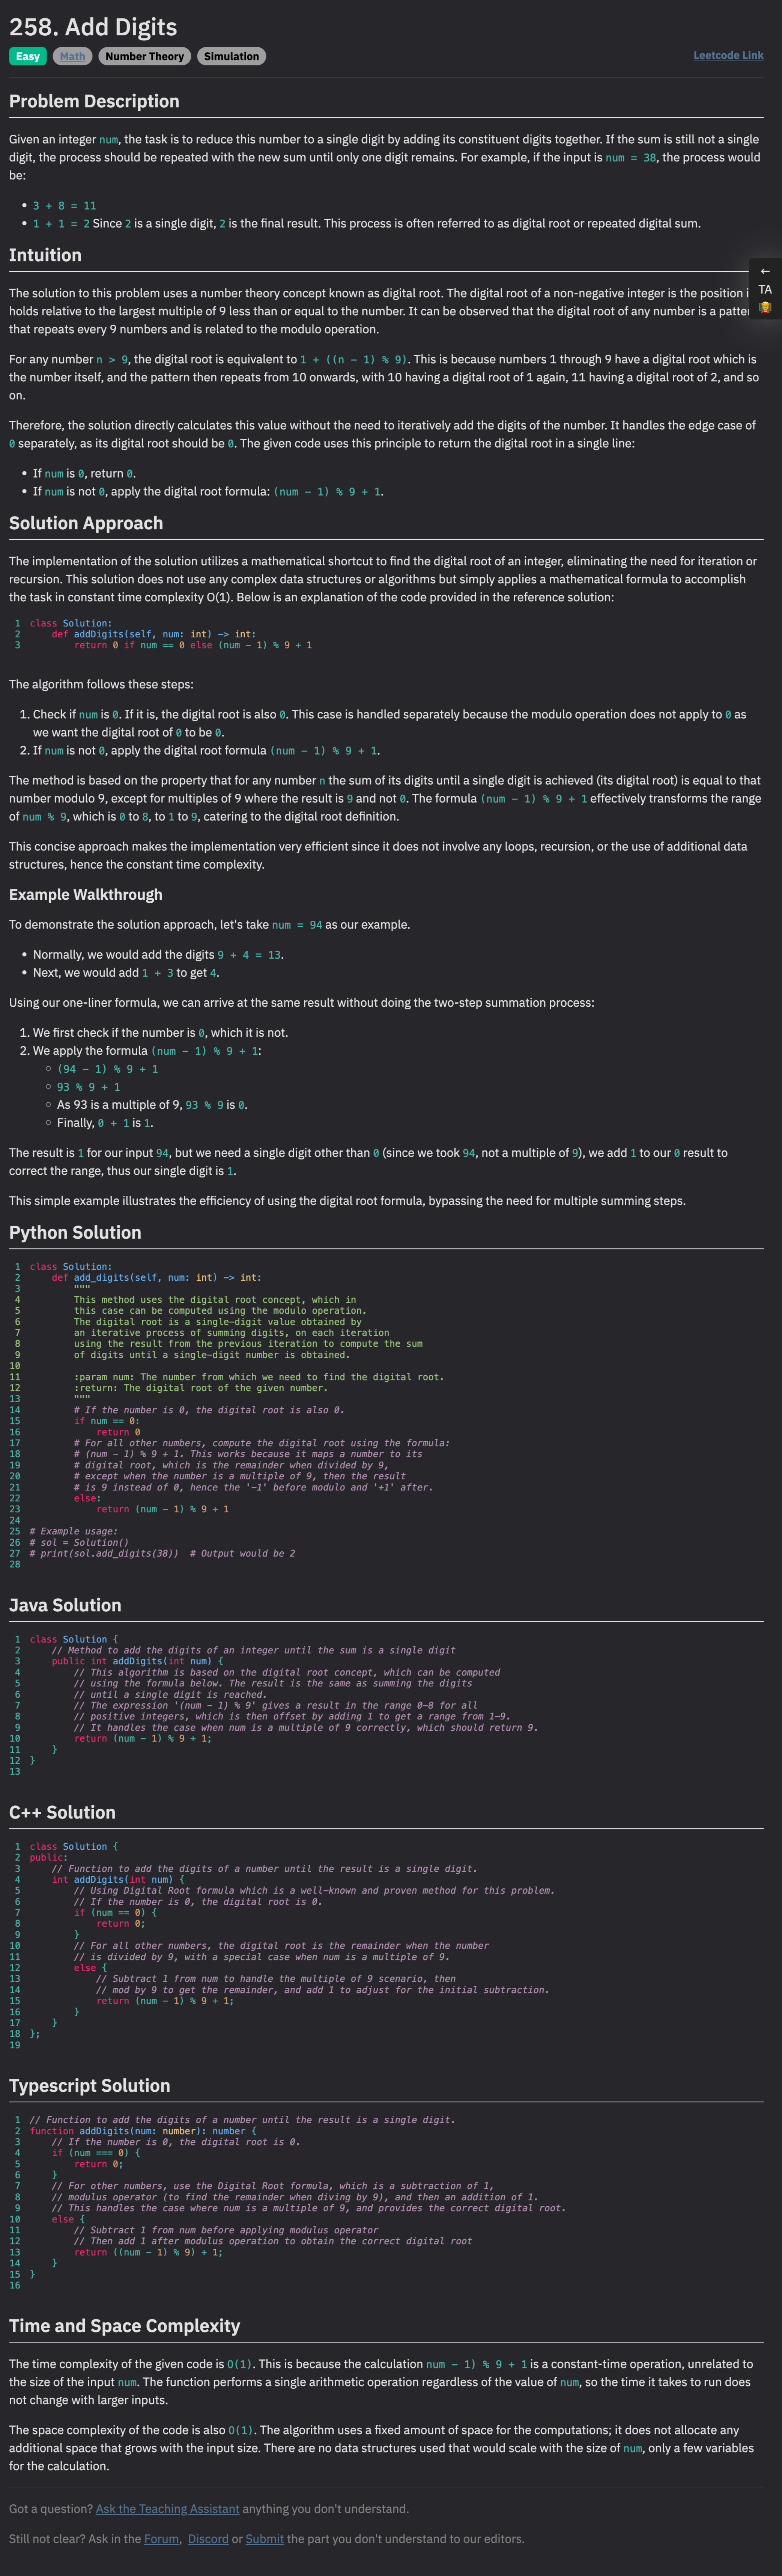 258. Add Digits
Easy Math Number Theory Simulation Leetcode Link
Problem Description
Given an integer num, the task is to reduce this number to a single digit by adding its constituent digits together. If the sum is still not a single
digit, the process should be repeated with the new sum until only one digit remains. For example, if the input is num = 38, the process would
be:
• 3 + 8 = 11
• 1 + 1 = 2 Since 2 is a single digit, 2 is the final result. This process is often referred to as digital root or repeated digital sum.
Intuition
←
TA
The solution to this problem uses a number theory concept known as digital root. The digital root of a non-negative integer is the position
holds relative to the largest multiple of 9 less than or equal to the number. It can be observed that the digital root of any number is a
that repeats every 9 numbers and is related to the modulo operation.
For any number n > 9, the digital root is equivalent to 1 + ((n - 1) % 9). This is because numbers 1 through 9 have a digital root which is
the number itself, and the pattern then repeats from 10 onwards, with 10 having a digital root of 1 again, 11 having a digital root of 2, and so
on.
Therefore, the solution directly calculates this value without the need to iteratively add the digits of the number. It handles the edge case of
0 separately, as its digital root should be 0. The given code uses this principle to return the digital root in a single line:
• If num is 0, return 0.
• If num is not 0, apply the digital root formula: (num - 1) % 9 + 1.
Solution Approach
The implementation of the solution utilizes a mathematical shortcut to find the digital root of an integer, eliminating the need for iteration or
recursion. This solution does not use any complex data structures or algorithms but simply applies a mathematical formula to accomplish
the task in constant time complexity O(1). Below is an explanation of the code provided in the reference solution:
1 class Solution:
2     def addDigits(self, num: int) -> int:
3         return 0 if num == 0 else (num - 1) % 9 + 1
The algorithm follows these steps:
1. Check if num is 0. If it is, the digital root is also 0. This case is handled separately because the modulo operation does not apply to 0 as
we want the digital root of 0 to be 0.
2. If num is not 0, apply the digital root formula (num - 1) % 9 + 1.
The method is based on the property that for any number n the sum of its digits until a single digit is achieved (its digital root) is equal to that
number modulo 9, except for multiples of 9 where the result is 9 and not 0. The formula (num - 1) % 9 + 1 effectively transforms the range
of num % 9, which is 0 to 8, to 1 to 9, catering to the digital root definition.
This concise approach makes the implementation very efficient since it does not involve any loops, recursion, or the use of additional data
structures, hence the constant time complexity.
Example Walkthrough
To demonstrate the solution approach, let's take num = 94 as our example.
• Normally, we would add the digits 9 + 4 = 13.
• Next, we would add 1 + 3 to get 4.
Using our one-liner formula, we can arrive at the same result without doing the two-step summation process:
1. We first check if the number is 0, which it is not.
2. We apply the formula (num - 1) % 9 + 1:
◦ (94 - 1) % 9 + 1
◦ 93 % 9 + 1
◦ As 93 is a multiple of 9, 93 % 9 is 0.
◦ Finally, 0 + 1 is 1.
The result is 1 for our input 94, but we need a single digit other than 0 (since we took 94, not a multiple of 9), we add 1 to our 0 result to
correct the range, thus our single digit is 1.
This simple example illustrates the efficiency of using the digital root formula, bypassing the need for multiple summing steps.
Python Solution
1 class Solution:
2     def add_digits(self, num: int) -> int:
3         """
4         This method uses the digital root concept, which in
5         this case can be computed using the modulo operation.
6         The digital root is a single-digit value obtained by
7         an iterative process of summing digits, on each iteration
8         using the result from the previous iteration to compute the sum
9         of digits until a single-digit number is obtained.
10
11         :param num: The number from which we need to find the digital root.
12         :return: The digital root of the given number.
13         """
14         # If the number is 0, the digital root is also 0.
15         if num == 0:
16             return 0
17         # For all other numbers, compute the digital root using the formula:
18         # (num - 1) % 9 + 1. This works because it maps a number to its
19         # digital root, which is the remainder when divided by 9,
20         # except when the number is a multiple of 9, then the result
21         # is 9 instead of 0, hence the '-1' before modulo and '+1' after.
22         else:
23             return (num - 1) % 9 + 1
24
25 # Example usage:
26 # sol = Solution()
27 # print(sol.add_digits(38))  # Output would be 2
28
Java Solution
1 class Solution {
2     // Method to add the digits of an integer until the sum is a single digit
3     public int addDigits(int num) {
4         // This algorithm is based on the digital root concept, which can be computed
5         // using the formula below. The result is the same as summing the digits
6         // until a single digit is reached.
7         // The expression '(num - 1) % 9' gives a result in the range 0-8 for all
8         // positive integers, which is then offset by adding 1 to get a range from 1-9.
9         // It handles the case when num is a multiple of 9 correctly, which should return 9.
10         return (num - 1) % 9 + 1;
11     }
12 }
13
C++ Solution
1 class Solution {
2 public:
3     // Function to add the digits of a number until the result is a single digit.
4     int addDigits(int num) {
5         // Using Digital Root formula which is a well-known and proven method for this problem.
6         // If the number is 0, the digital root is 0.
7         if (num == 0) {
8             return 0;
9         }
10         // For all other numbers, the digital root is the remainder when the number
11         // is divided by 9, with a special case when num is a multiple of 9.
12         else {
13             // Subtract 1 from num to handle the multiple of 9 scenario, then
14             // mod by 9 to get the remainder, and add 1 to adjust for the initial subtraction.
15             return (num - 1) % 9 + 1;
16         }
17     }
18 };
19
Typescript Solution
1 // Function to add the digits of a number until the result is a single digit.
2 function addDigits(num: number): number {
3     // If the number is 0, the digital root is 0.
4     if (num === 0) {
5         return 0;
6     }
7     // For other numbers, use the Digital Root formula, which is a subtraction of 1,
8     // modulus operator (to find the remainder when diving by 9), and then an addition of 1.
9     // This handles the case where num is a multiple of 9, and provides the correct digital root.
10     else {
11         // Subtract 1 from num before applying modulus operator
12         // Then add 1 after modulus operation to obtain the correct digital root
13         return ((num - 1) % 9) + 1;
14     }
15 }
16
Time and Space Complexity
The time complexity of the given code is O(1). This is because the calculation num - 1) % 9 + 1 is a constant-time operation, unrelated to
the size of the input num. The function performs a single arithmetic operation regardless of the value of num, so the time it takes to run does
not change with larger inputs.
The space complexity of the code is also O(1). The algorithm uses a fixed amount of space for the computations; it does not allocate any
additional space that grows with the input size. There are no data structures used that would scale with the size of num, only a few variables
for the calculation.
Got a question? Ask the Teaching Assistant anything you don't understand.
Still not clear? Ask in the Forum, Discord or Submit the part you don't understand to our editors.